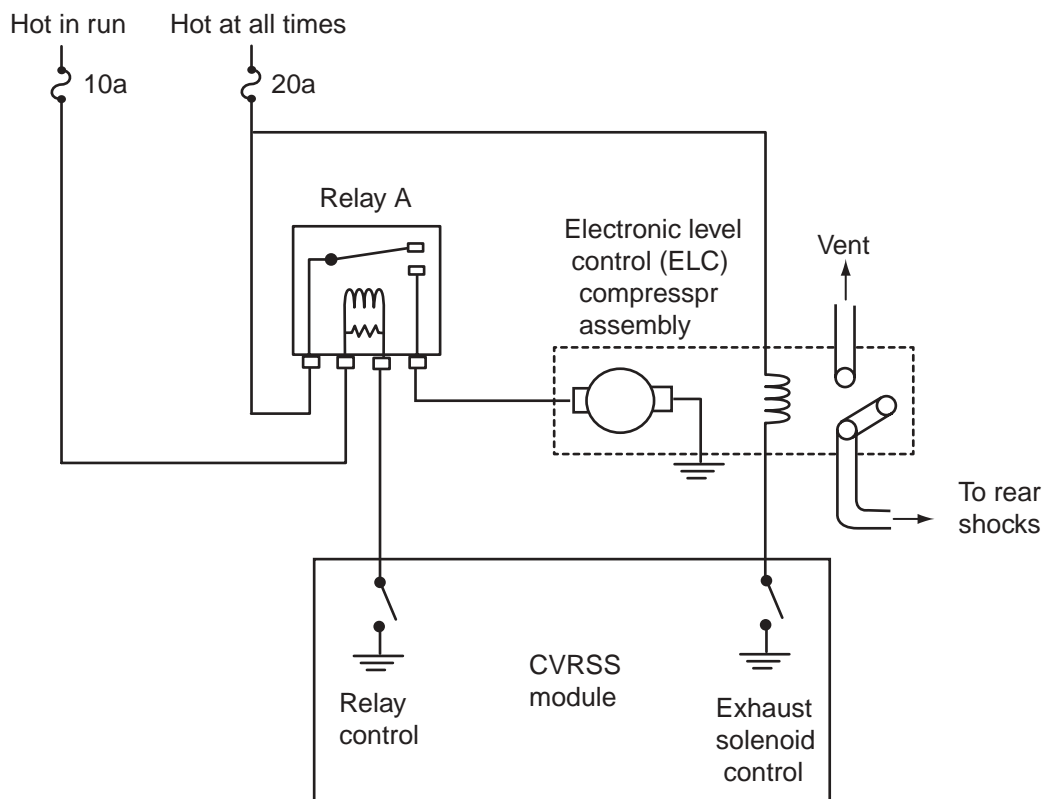 Hot in run
Hot at all times
10a
20a
Relay A
Electronic level
control (ELC)
compresspr
assembly
Vent
To rear
shocks
CVRSS
module
Relay
control
Exhaust
solenoid
control